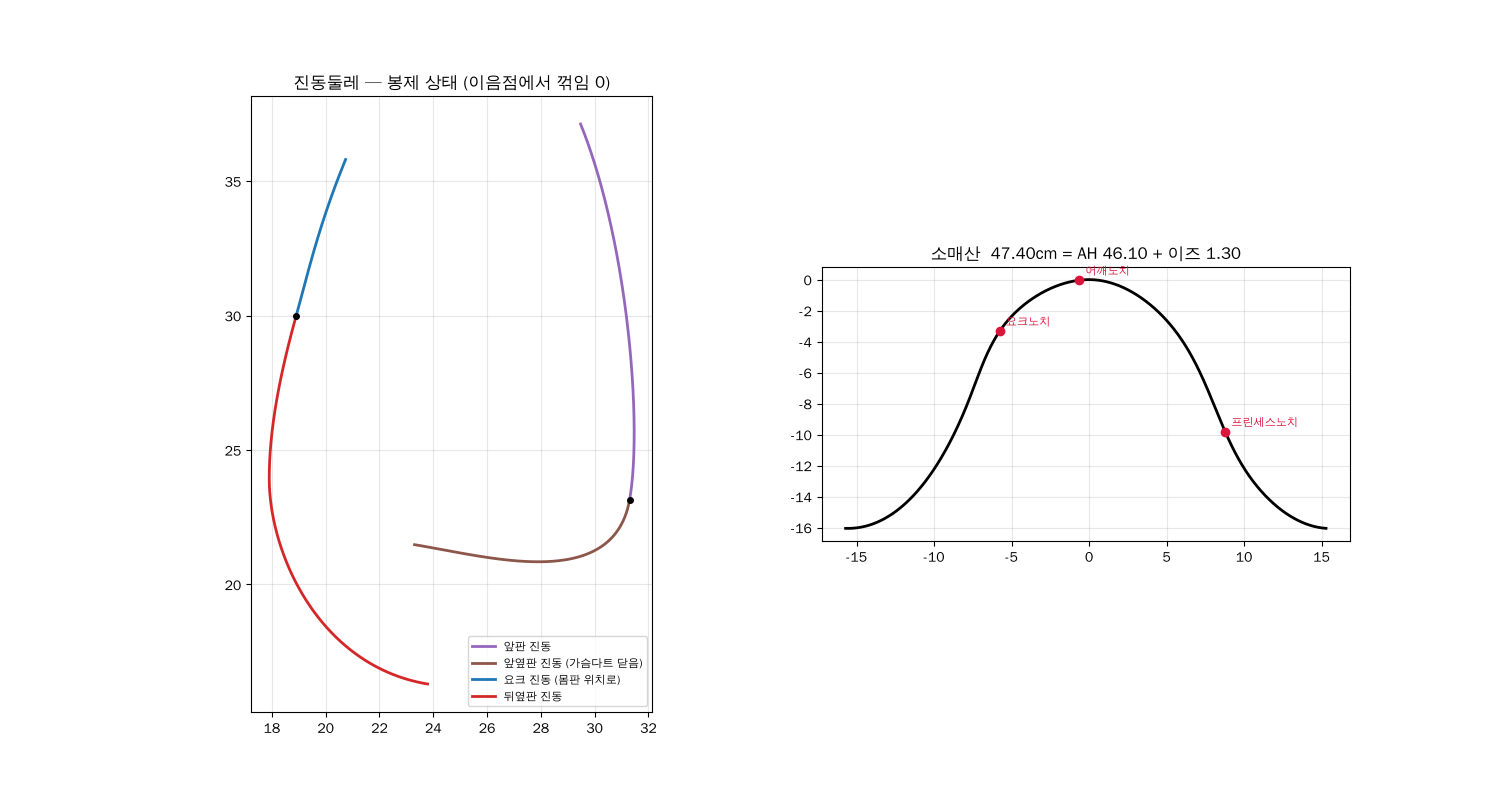 진동둘레 — 봉제 상태 (이음점에서 꺾임 0)
35
30
25
20
18 20 22 24 26 28 30 32
앞판 진동
앞옆판 진동 (가슴다트 닫음)
요크 진동 (몸판 위치로)
뒤옆판 진동
소매산 47.40cm = AH 46.10 + 이즈 1.30
어깨노치
요크노치
프린세스노치
0
-2
-4
-6
-8
-10
-12
-14
-16
-15 -10 -5 0 5 10 15